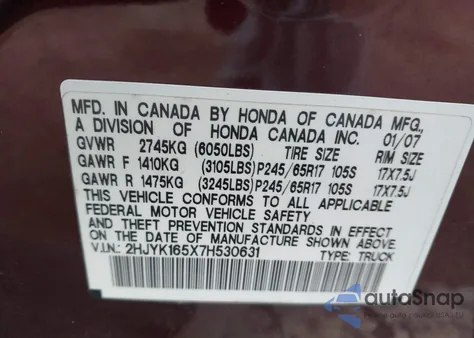 MFD. IN CANADA BY HONDA OF CANADA MFG.,
A DIVISION OF HONDA CANADA INC. 01/07
GVWR 2745KG (6050LBS) TIRE SIZE RIM SIZE
GAWR F 1410KG (3105LBS)P245/65R17 105S 17X7.5J
GAWR R 1475KG (3245LBS)P245/65R17 105S 17X7.5J
THIS VEHICLE CONFORMS TO ALL APPLICABLE
FEDERAL MOTOR VEHICLE SAFETY
AND THEFT PREVENTION STANDARDS IN EFFECT
ON THE DATE OF MANUFACTURE SHOWN ABOVE.
V.I.N.: 2HJYK165X7H530631 TYPE: TRUCK
autoSnap